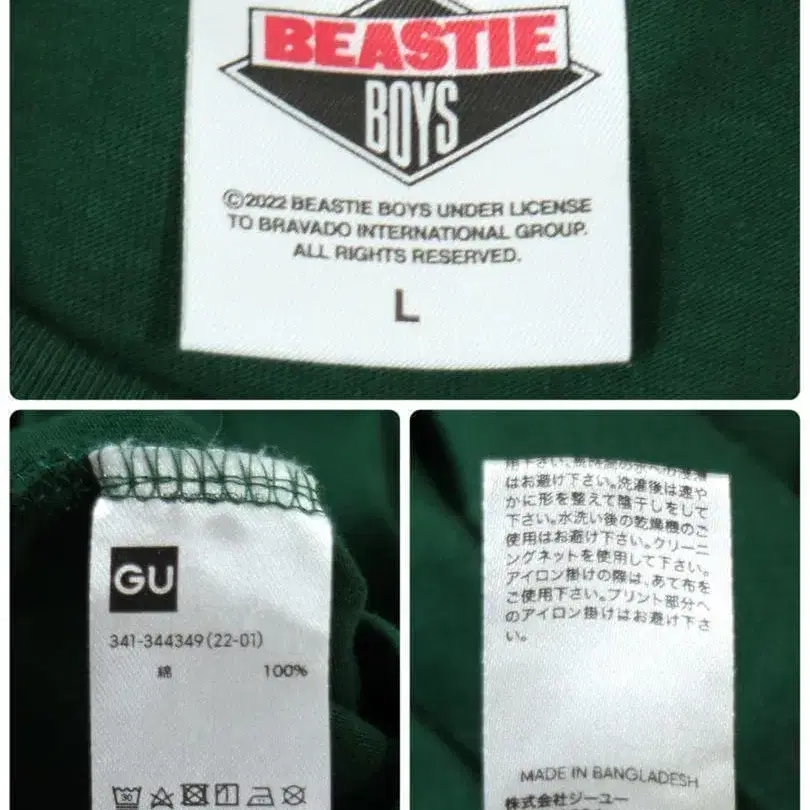 BEASTIE
BOYS
©2022 BEASTIE BOYS UNDER LICENSE
TO BRAVADO INTERNATIONAL GROUP.
ALL RIGHTS RESERVED.
L
GU
341-344349(22-01)
綿 100%
30
はお避け下さい。洗濯後は速や
かに形を整えて陰干しをして
下さい。水洗い後の乾燥機のご
使用はお避け下さい。クリーニ
ングネットを使用して下さい。
アイロン掛けの際は、あて布を
ご使用下さい。プリント部分へ
のアイロン掛けはお避け下さ
い。
MADE IN BANGLADESH
株式会社ジーユー